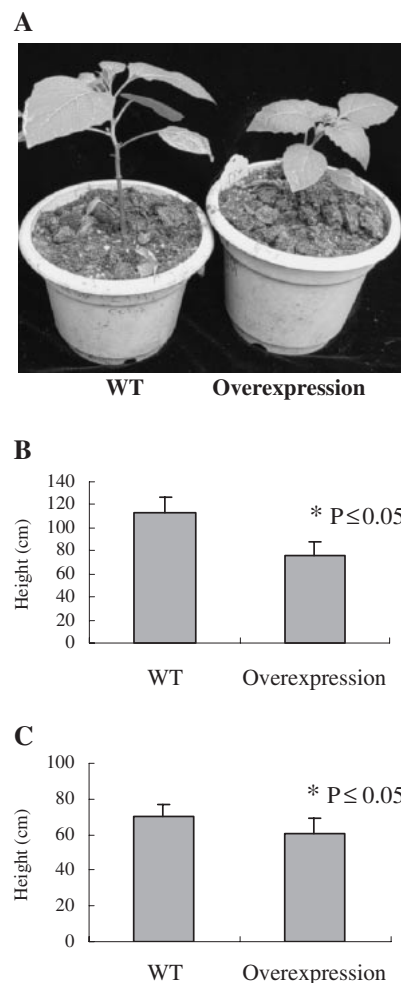 A
WT Overexpression
B
140
120
100
80
60
40
20
0
Height (cm)
* P≤0.05
WT Overexpression
C
100
80
60
40
20
0
Height (cm)
* P≤0.05
WT Overexpression